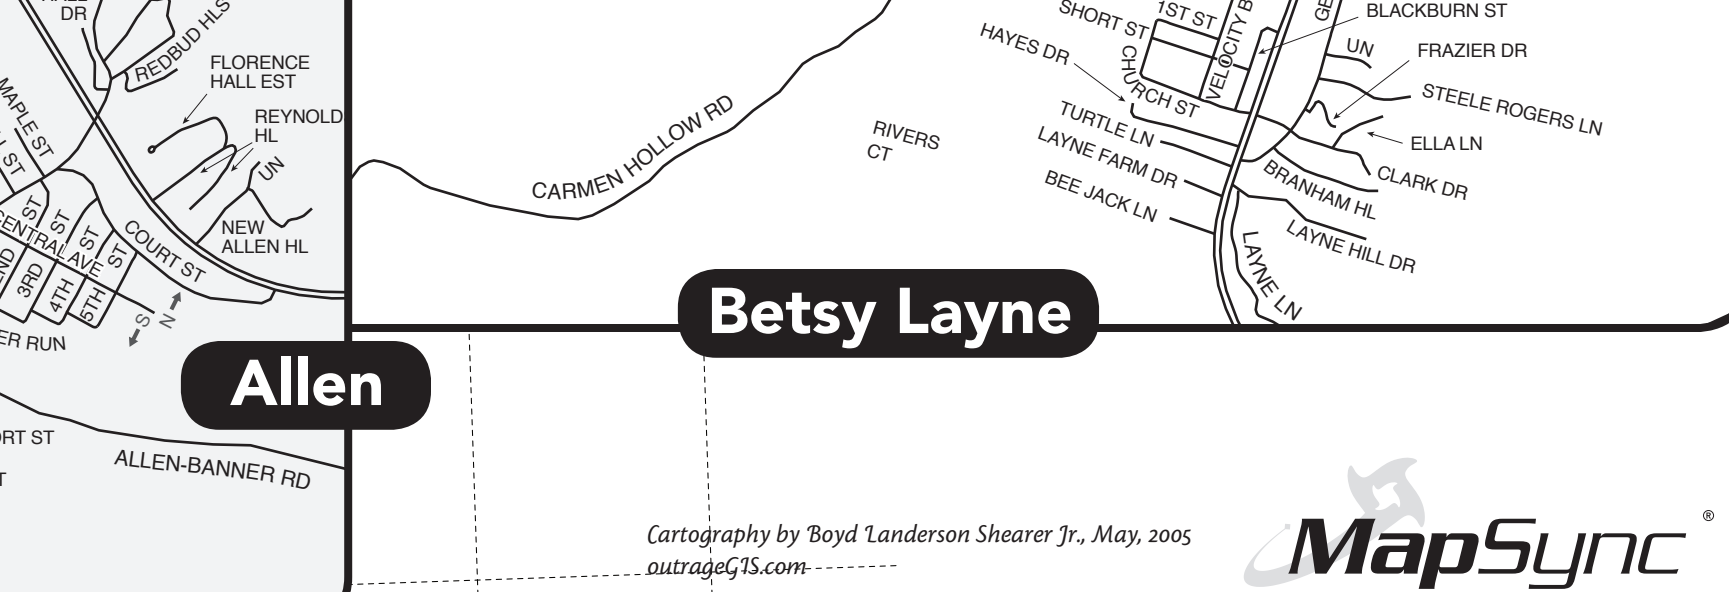 DR
REDBUD HLS
FLORENCE
HALL EST
REYNOLD
HL
UN
MAPLE ST
ST
NEW
ALLEN HL
COURT ST
CENTRAL AVE
ST
ST
ST
ST
3RD
4TH
5TH
S
N
RUN
Allen
ST
ALLEN-BANNER RD
CARMEN HOLLOW RD
RIVERS
CT
SHORT ST
1ST ST
HAYES DR
CHURCH ST
VELOCITY B
BLACKBURN ST
UN
FRAZIER DR
STEELE ROGERS LN
ELLA LN
CLARK DR
TURTLE LN
LAYNE FARM DR
BEE JACK LN
BRANHAM HL
LAYNE HILL DR
LAYNE LN
Betsy Layne
Cartography by Boyd Landerson Shearer Jr., May, 2005
outrageGIS.com
MapSync®